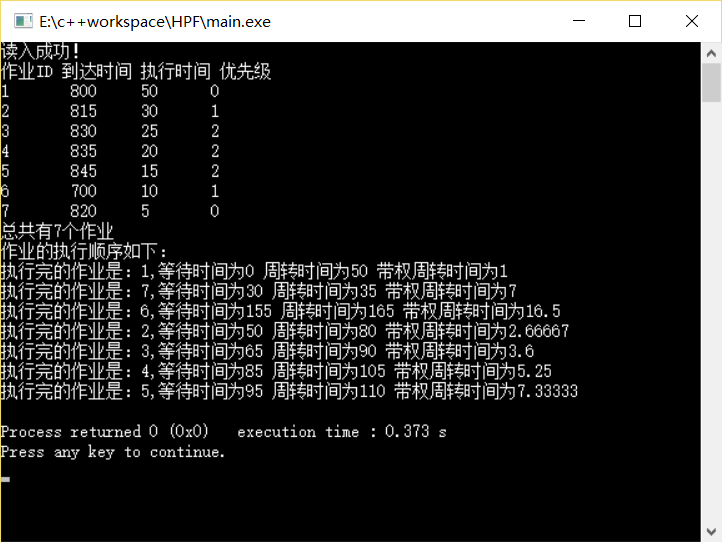 E:\c++workspace\HPF\main.exe
读入成功!
作业ID 到达时间 执行时间 优先级
1 800 50 0
2 815 30 1
3 830 25 2
4 835 20 2
5 845 15 2
6 700 10 1
7 820 5 0
总共有7个作业
作业的执行顺序如下:
执行完的作业是: 1,等待时间为0 周转时间为50 带权周转时间为1
执行完的作业是: 7,等待时间为30 周转时间为35 带权周转时间为7
执行完的作业是: 6,等待时间为155 周转时间为165 带权周转时间为16.5
执行完的作业是: 2,等待时间为50 周转时间为80 带权周转时间为2.66667
执行完的作业是: 3,等待时间为65 周转时间为90 带权周转时间为3.6
执行完的作业是: 4,等待时间为85 周转时间为105 带权周转时间为5.25
执行完的作业是: 5,等待时间为95 周转时间为110 带权周转时间为7.33333
Process returned 0 (0x0) execution time : 0.373 s
Press any key to continue.